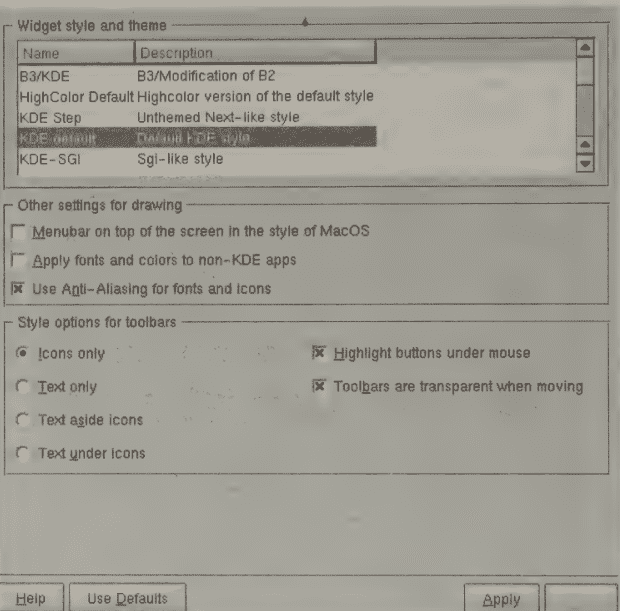 Widget style and theme
Name Description
B3/KDE B3/Modification of B2
HighColor Default Highcolor version of the default style
KDE Step Unthemed Next-like style
KDE default Default KDE style
KDE-SGI Sgi-like style
Other settings for drawing
Menubar on top of the screen in the style of MacOS
Apply fonts and colors to non-KDE apps
Use Anti-Aliasing for fonts and icons
Style options for toolbars
Icons only Highlight buttons under mouse
Text only Toolbars are transparent when moving
Text aside icons
Text under icons
Help Use Defaults Apply